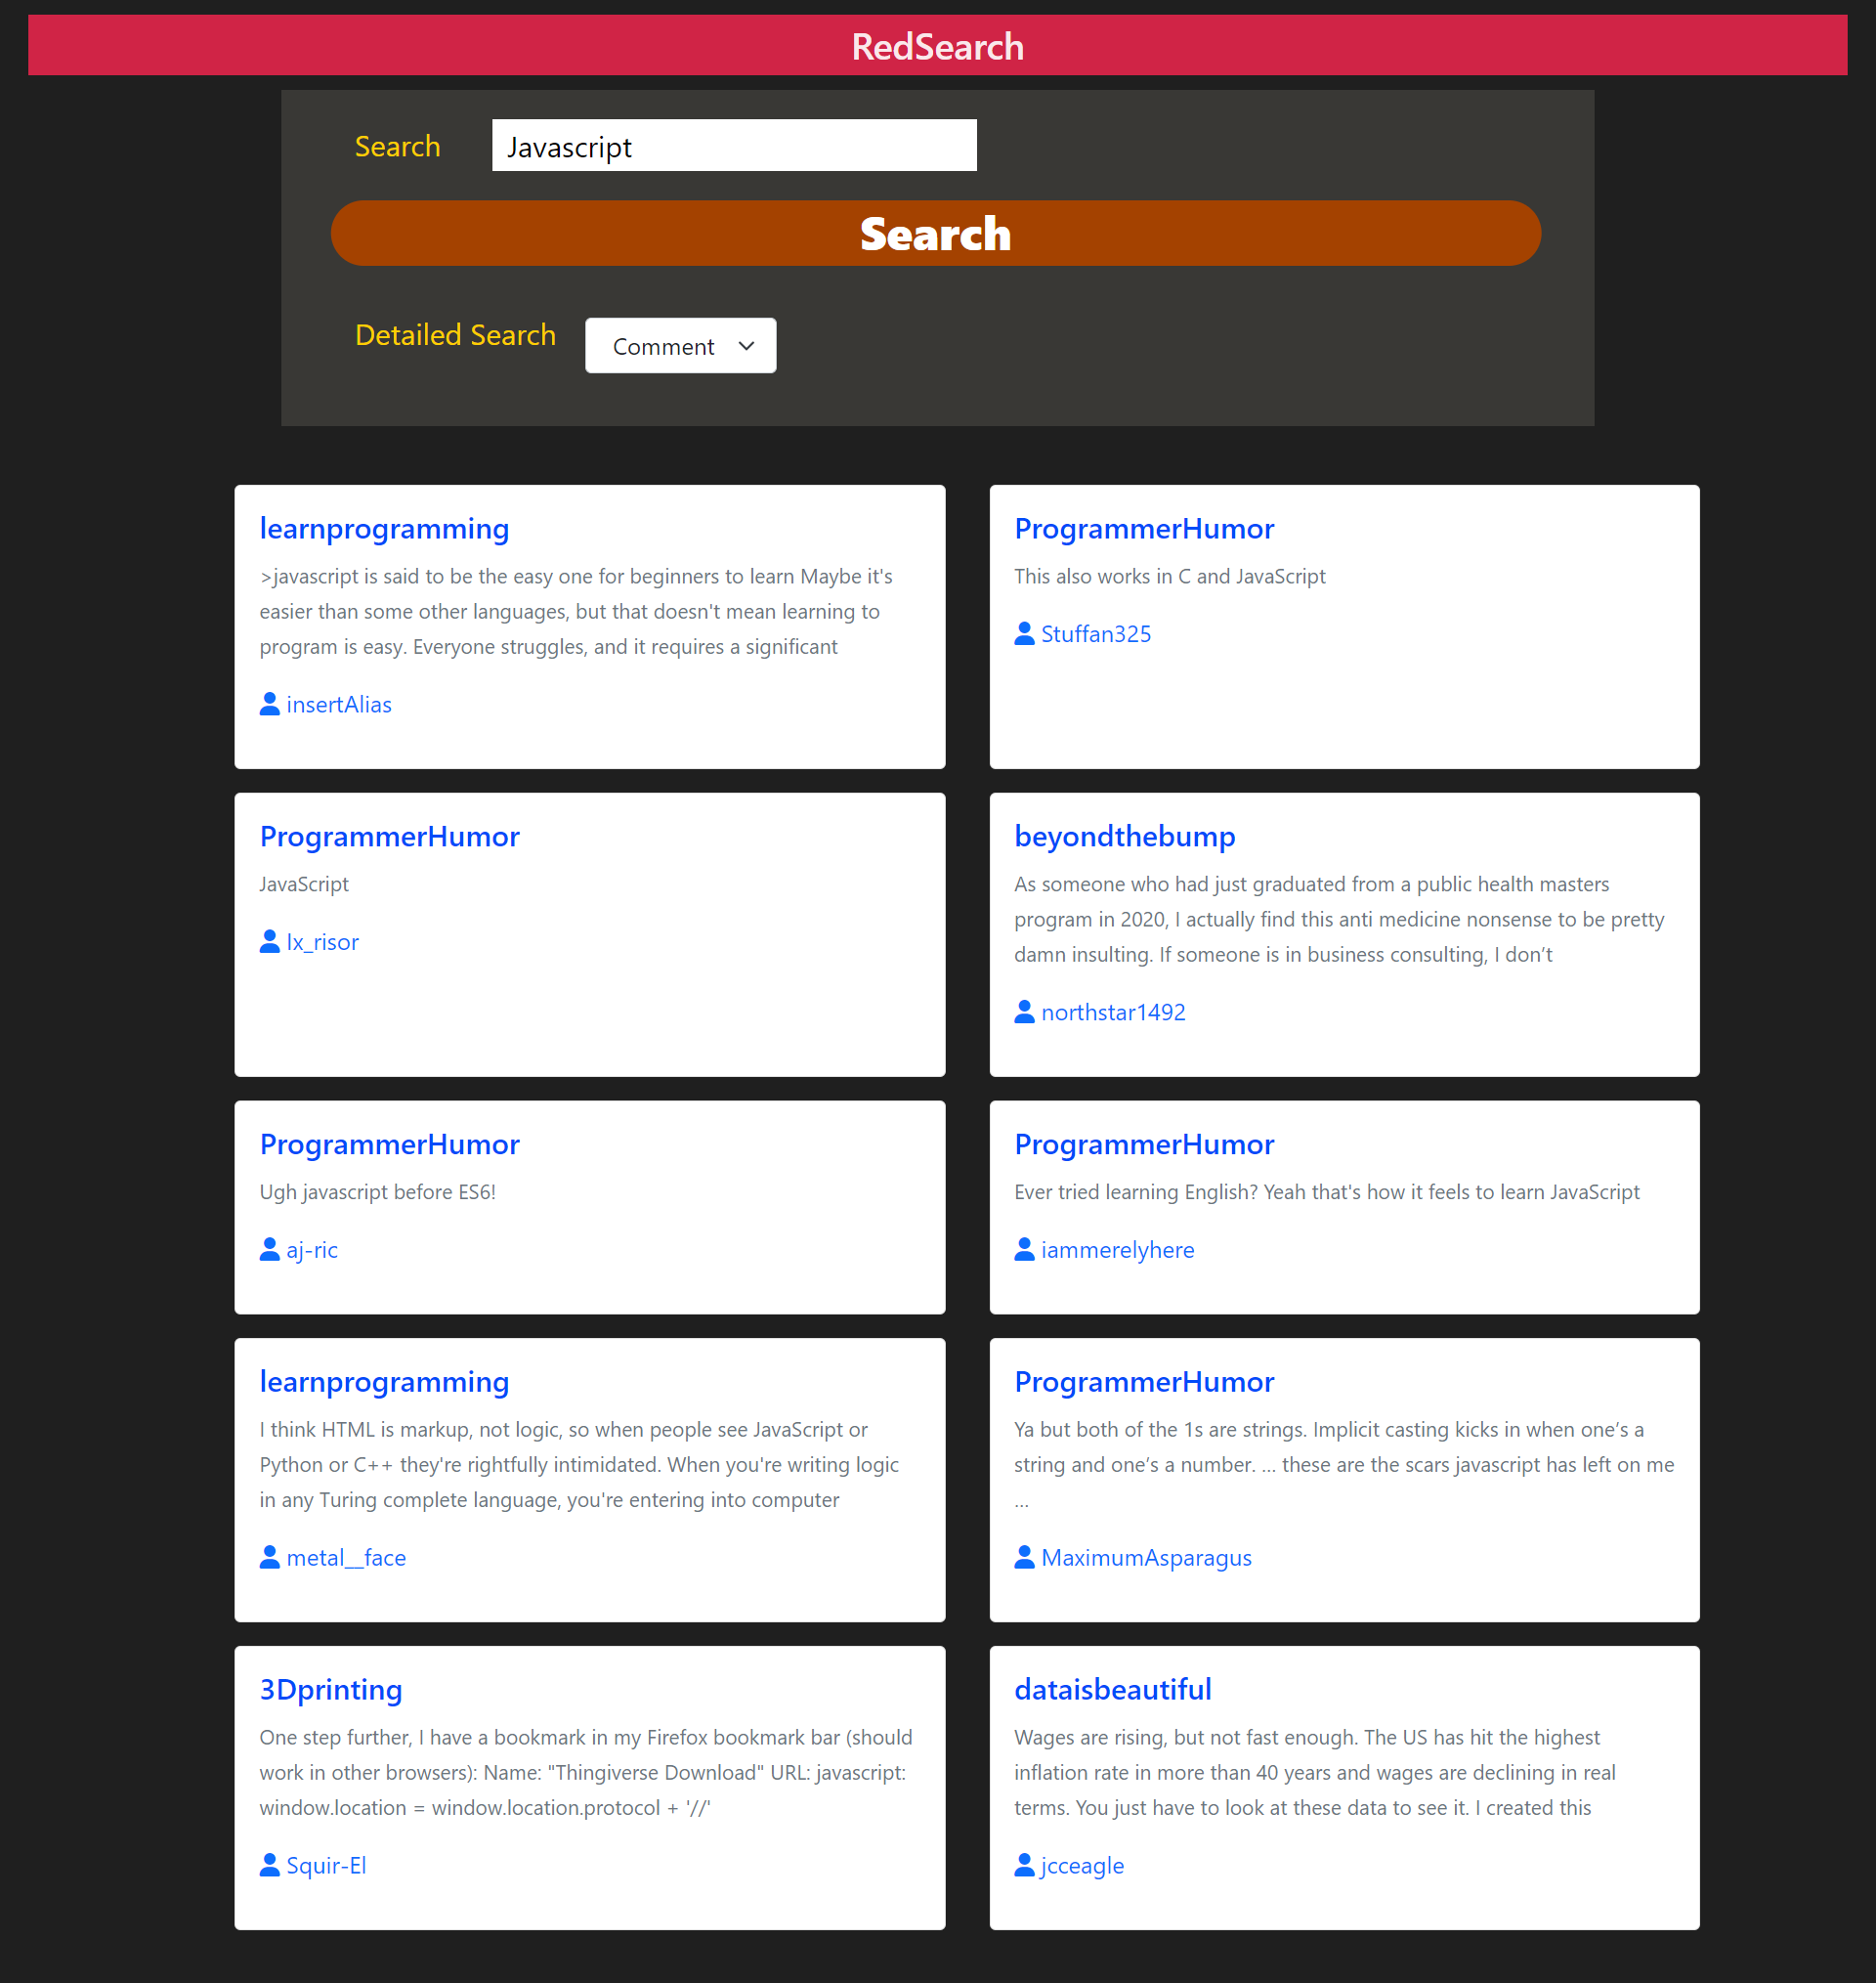 RedSearch
Search
Javascript
Search
Detailed Search
Comment
learnprogramming
>javascript is said to be the easy one for beginners to learn Maybe it's
easier than some other languages, but that doesn't mean learning to
program is easy. Everyone struggles, and it requires a significant
insertAlias
ProgrammerHumor
This also works in C and JavaScript
Stuffan325
ProgrammerHumor
JavaScript
lx_risor
beyondthebump
As someone who had just graduated from a public health masters
program in 2020, I actually find this anti medicine nonsense to be pretty
damn insulting. If someone is in business consulting, I don’t
northstar1492
ProgrammerHumor
Ugh javascript before ES6!
aj-ric
ProgrammerHumor
Ever tried learning English? Yeah that's how it feels to learn JavaScript
iammerelyhere
learnprogramming
I think HTML is markup, not logic, so when people see JavaScript or
Python or C++ they're rightfully intimidated. When you're writing logic
in any Turing complete language, you're entering into computer
metal__face
ProgrammerHumor
Ya but both of the 1s are strings. Implicit casting kicks in when one’s a
string and one’s a number. … these are the scars javascript has left on me
…
MaximumAsparagus
3Dprinting
One step further, I have a bookmark in my Firefox bookmark bar (should
work in other browsers): Name: "Thingiverse Download" URL: javascript:
window.location = window.location.protocol + '//'
Squir-El
dataisbeautiful
Wages are rising, but not fast enough. The US has hit the highest
inflation rate in more than 40 years and wages are declining in real
terms. You just have to look at these data to see it. I created this
jcceagle